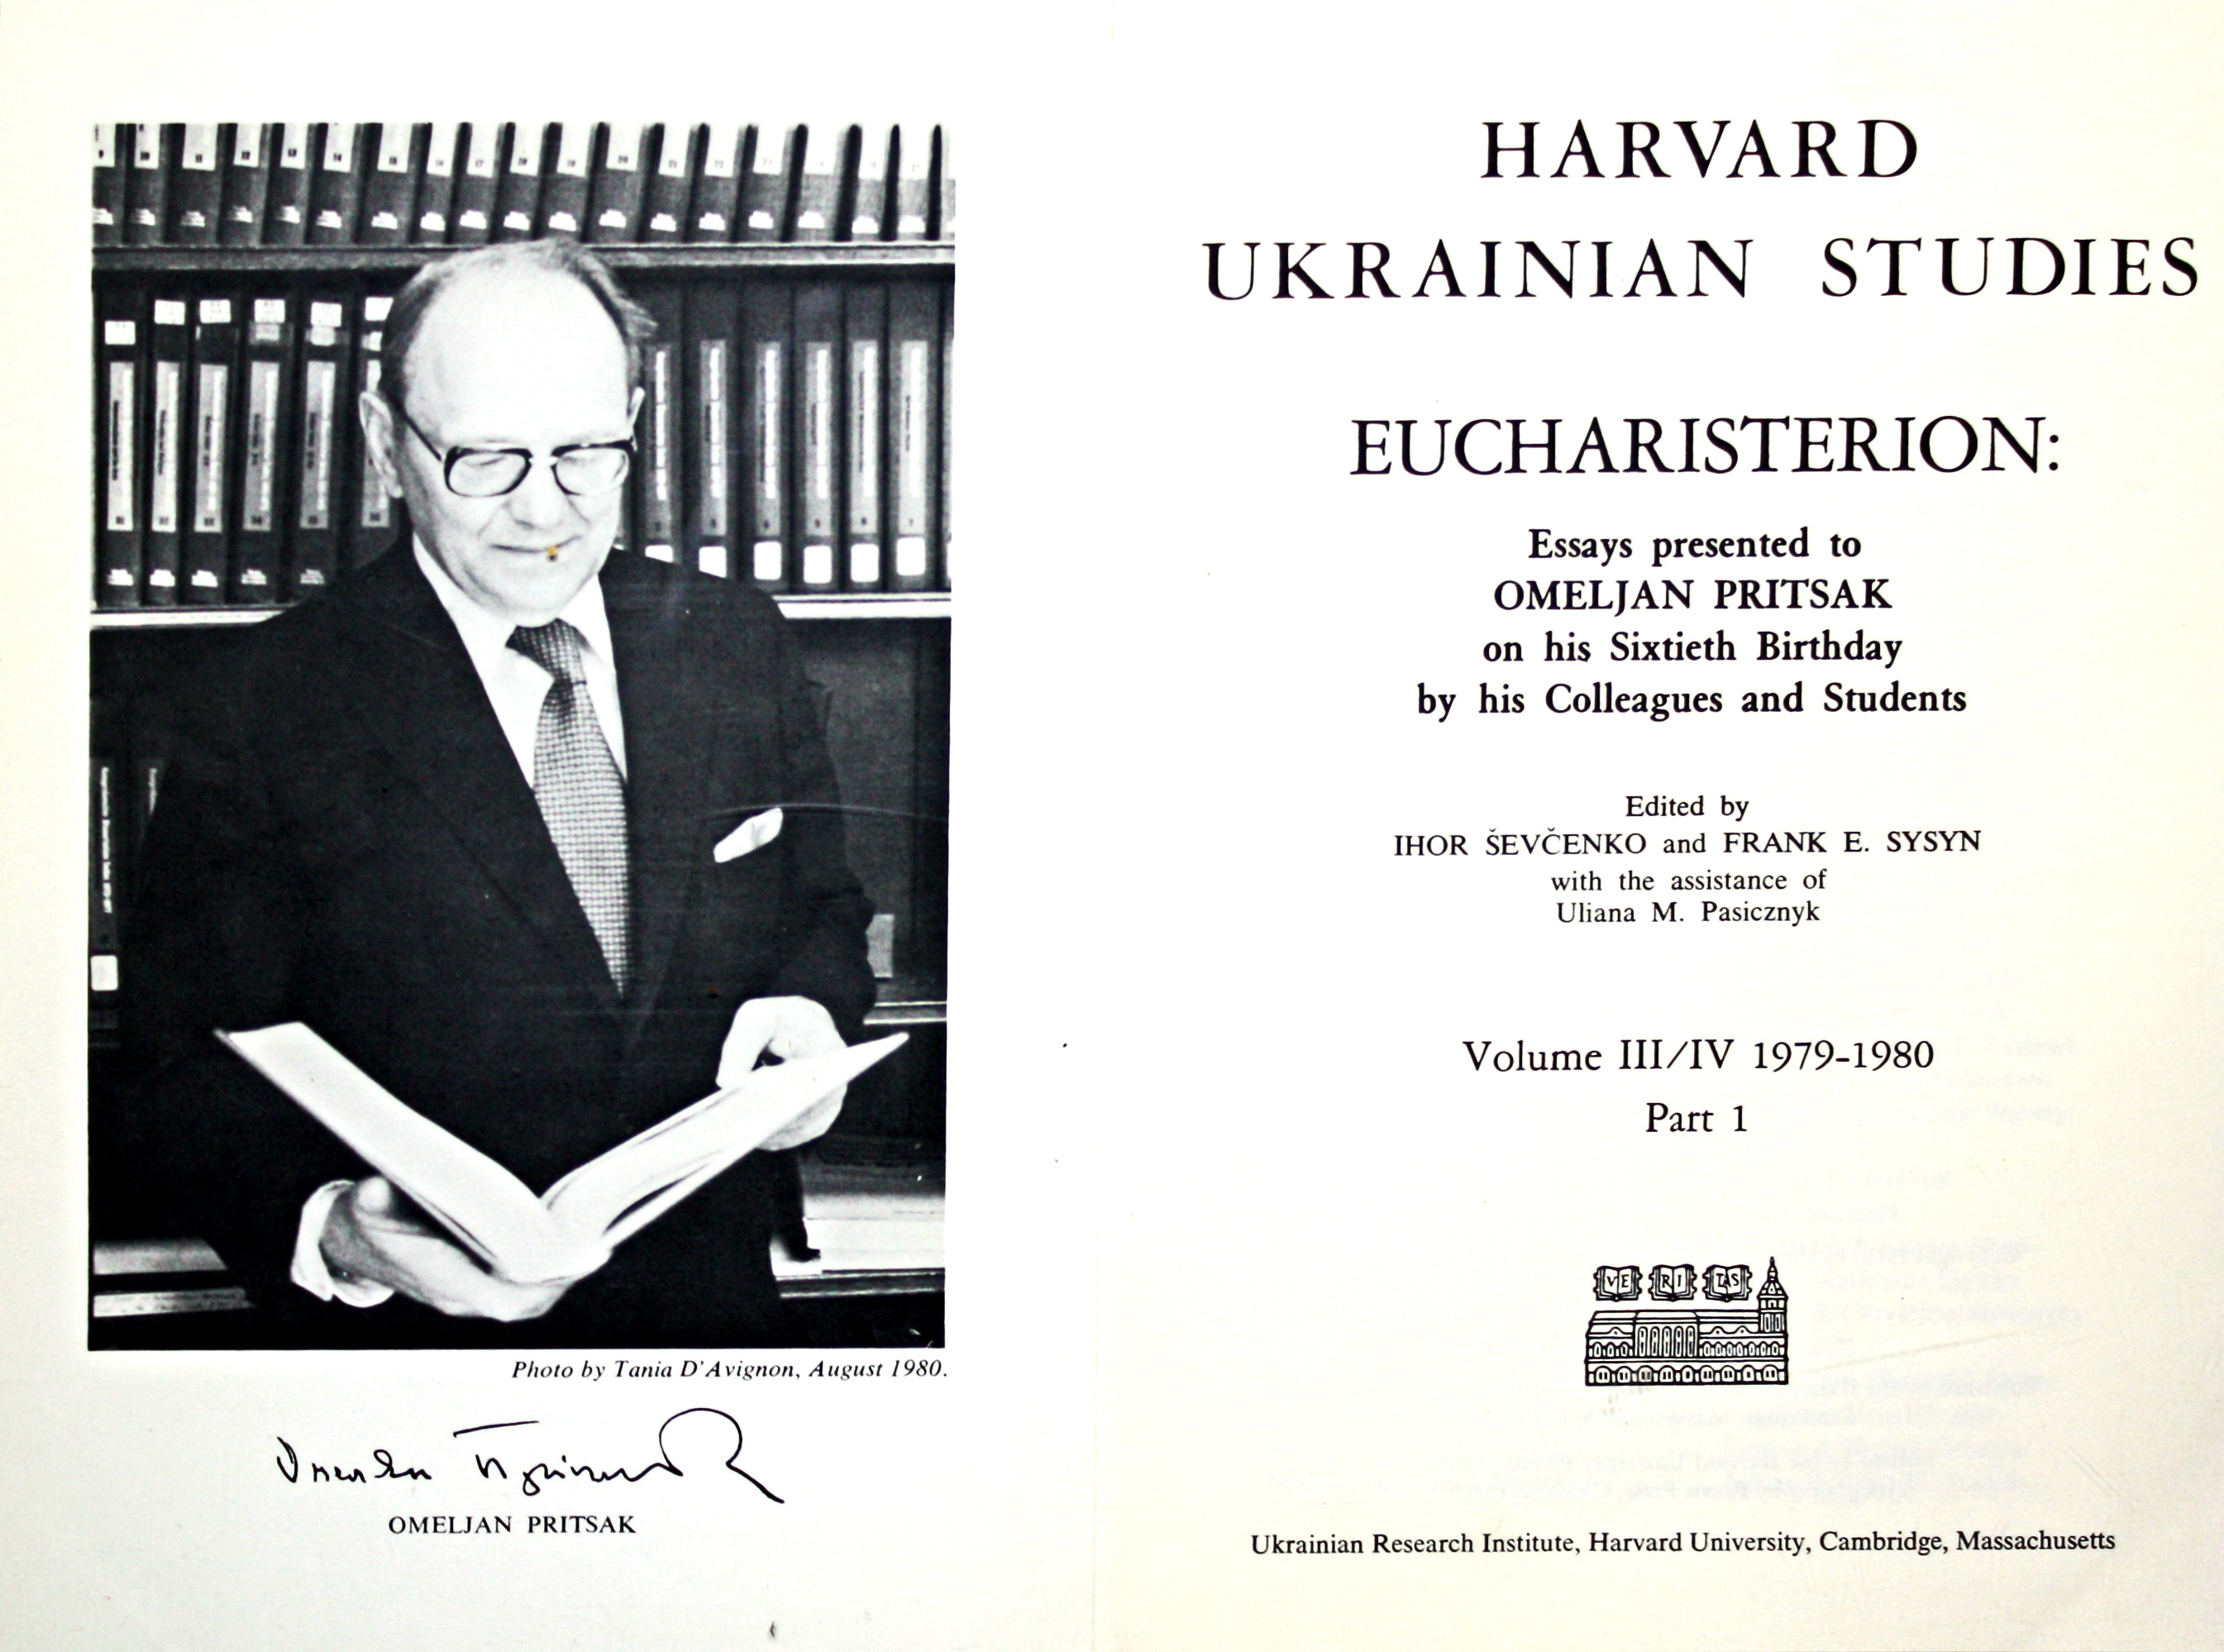 Photo by Tania D'Avignon, August 1980.
Омелян Пріцак
OMELJAN PRITSAK
HARVARD
UKRAINIAN STUDIES
EUCHARISTERION:
Essays presented to
OMELJAN PRITSAK
on his Sixtieth Birthday
by his Colleagues and Students
Edited by
IHOR ŠEVČENKO and FRANK E. SYSYN
with the assistance of
Uliana M. Pasicznyk
Volume III/IV 1979-1980
Part 1
VE RI TAS
Ukrainian Research Institute, Harvard University, Cambridge, Massachusetts